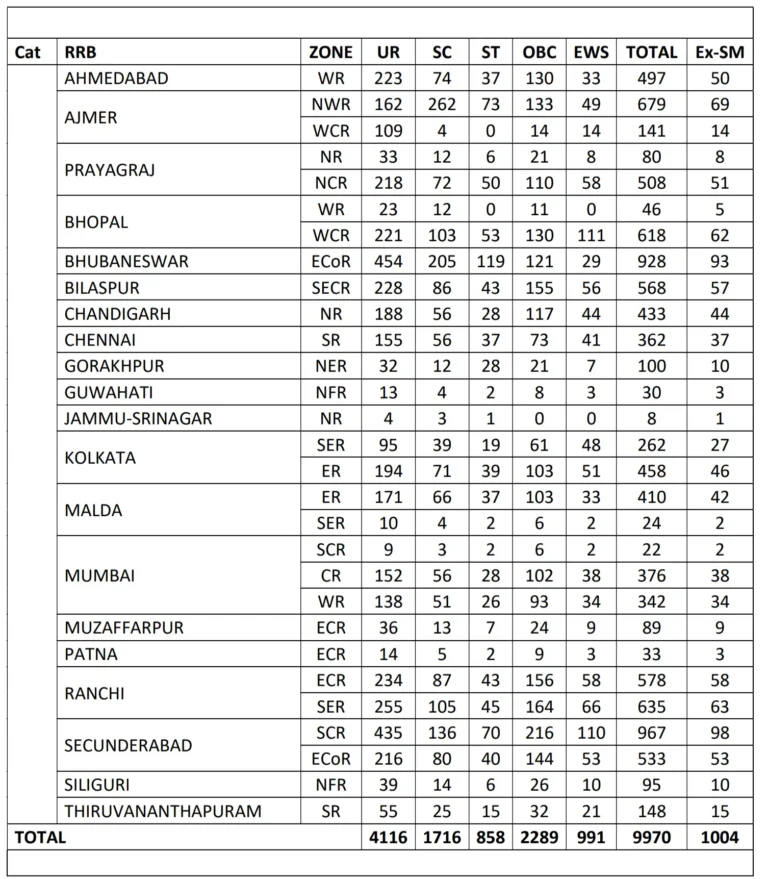 Cat RRB ZONE UR SC ST OBC EWS TOTAL Ex-SM
AHMEDABAD WR 223 74 37 130 33 497 50
AJMER NWR 162 262 73 133 49 679 69
WCR 109 4 0 14 14 141 14
PRAYAGRAJ NR 33 12 6 21 8 80 8
NCR 218 72 50 110 58 508 51
BHOPAL WR 23 12 0 11 0 46 5
WCR 221 103 53 130 111 618 62
BHUBANESWAR ECoR 454 205 119 121 29 928 93
BILASPUR SECR 228 86 43 155 56 568 57
CHANDIGARH NR 188 56 28 117 44 433 44
CHENNAI SR 155 56 37 73 41 362 37
GORAKHPUR NER 32 12 28 21 7 100 10
GUWAHATI NFR 13 4 2 8 3 30 3
JAMMU-SRINAGAR NR 4 3 1 0 0 8 1
KOLKATA SER 95 39 19 61 48 262 27
ER 194 71 39 103 51 458 46
MALDA ER 171 66 37 103 33 410 42
SER 10 4 2 6 2 24 2
MUMBAI SCR 9 3 2 6 2 22 2
CR 152 56 28 102 38 376 38
WR 138 51 26 93 34 342 34
MUZAFFARPUR ECR 36 13 7 24 9 89 9
PATNA ECR 14 5 2 9 3 33 3
RANCHI ECR 234 87 43 156 58 578 58
SER 255 105 45 164 66 635 63
SECUNDERABAD SCR 435 136 70 216 110 967 98
ECoR 216 80 40 144 53 533 53
SILIGURI NFR 39 14 6 26 10 95 10
THIRUVANANTHAPURAM SR 55 25 15 32 21 148 15
TOTAL 4116 1716 858 2289 991 9970 1004